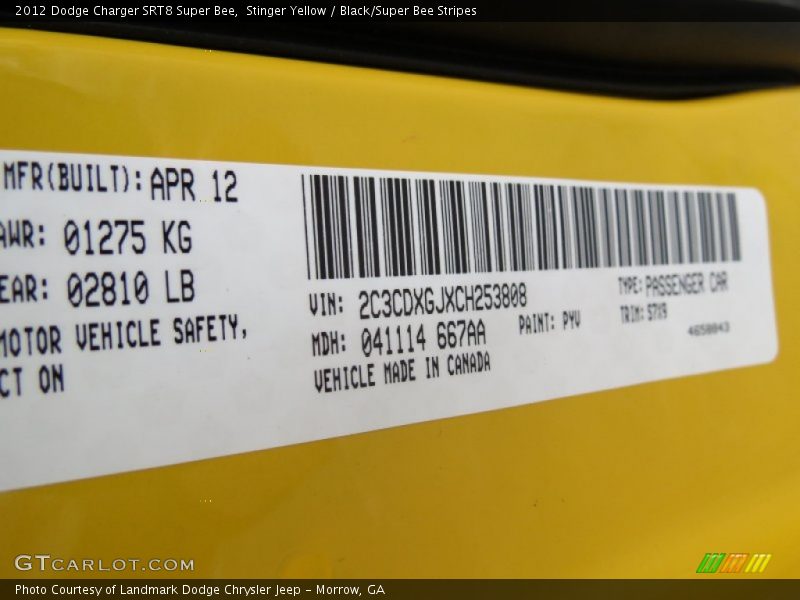 2012 Dodge Charger SRT8 Super Bee, Stinger Yellow / Black/Super Bee Stripes
MFR(BUILT): APR 12
AWR: 01275 KG
EAR: 02810 LB
MOTOR VEHICLE SAFETY,
CT ON
VIN: 2C3CDXGJXCH253808
MDH: 041114 667AA
VEHICLE MADE IN CANADA
PAINT: PYV
TYPE: PASSENGER CAR
TRIM: S7X9
4658043
GTCARLOT.COM
Photo Courtesy of Landmark Dodge Chrysler Jeep - Morrow, GA